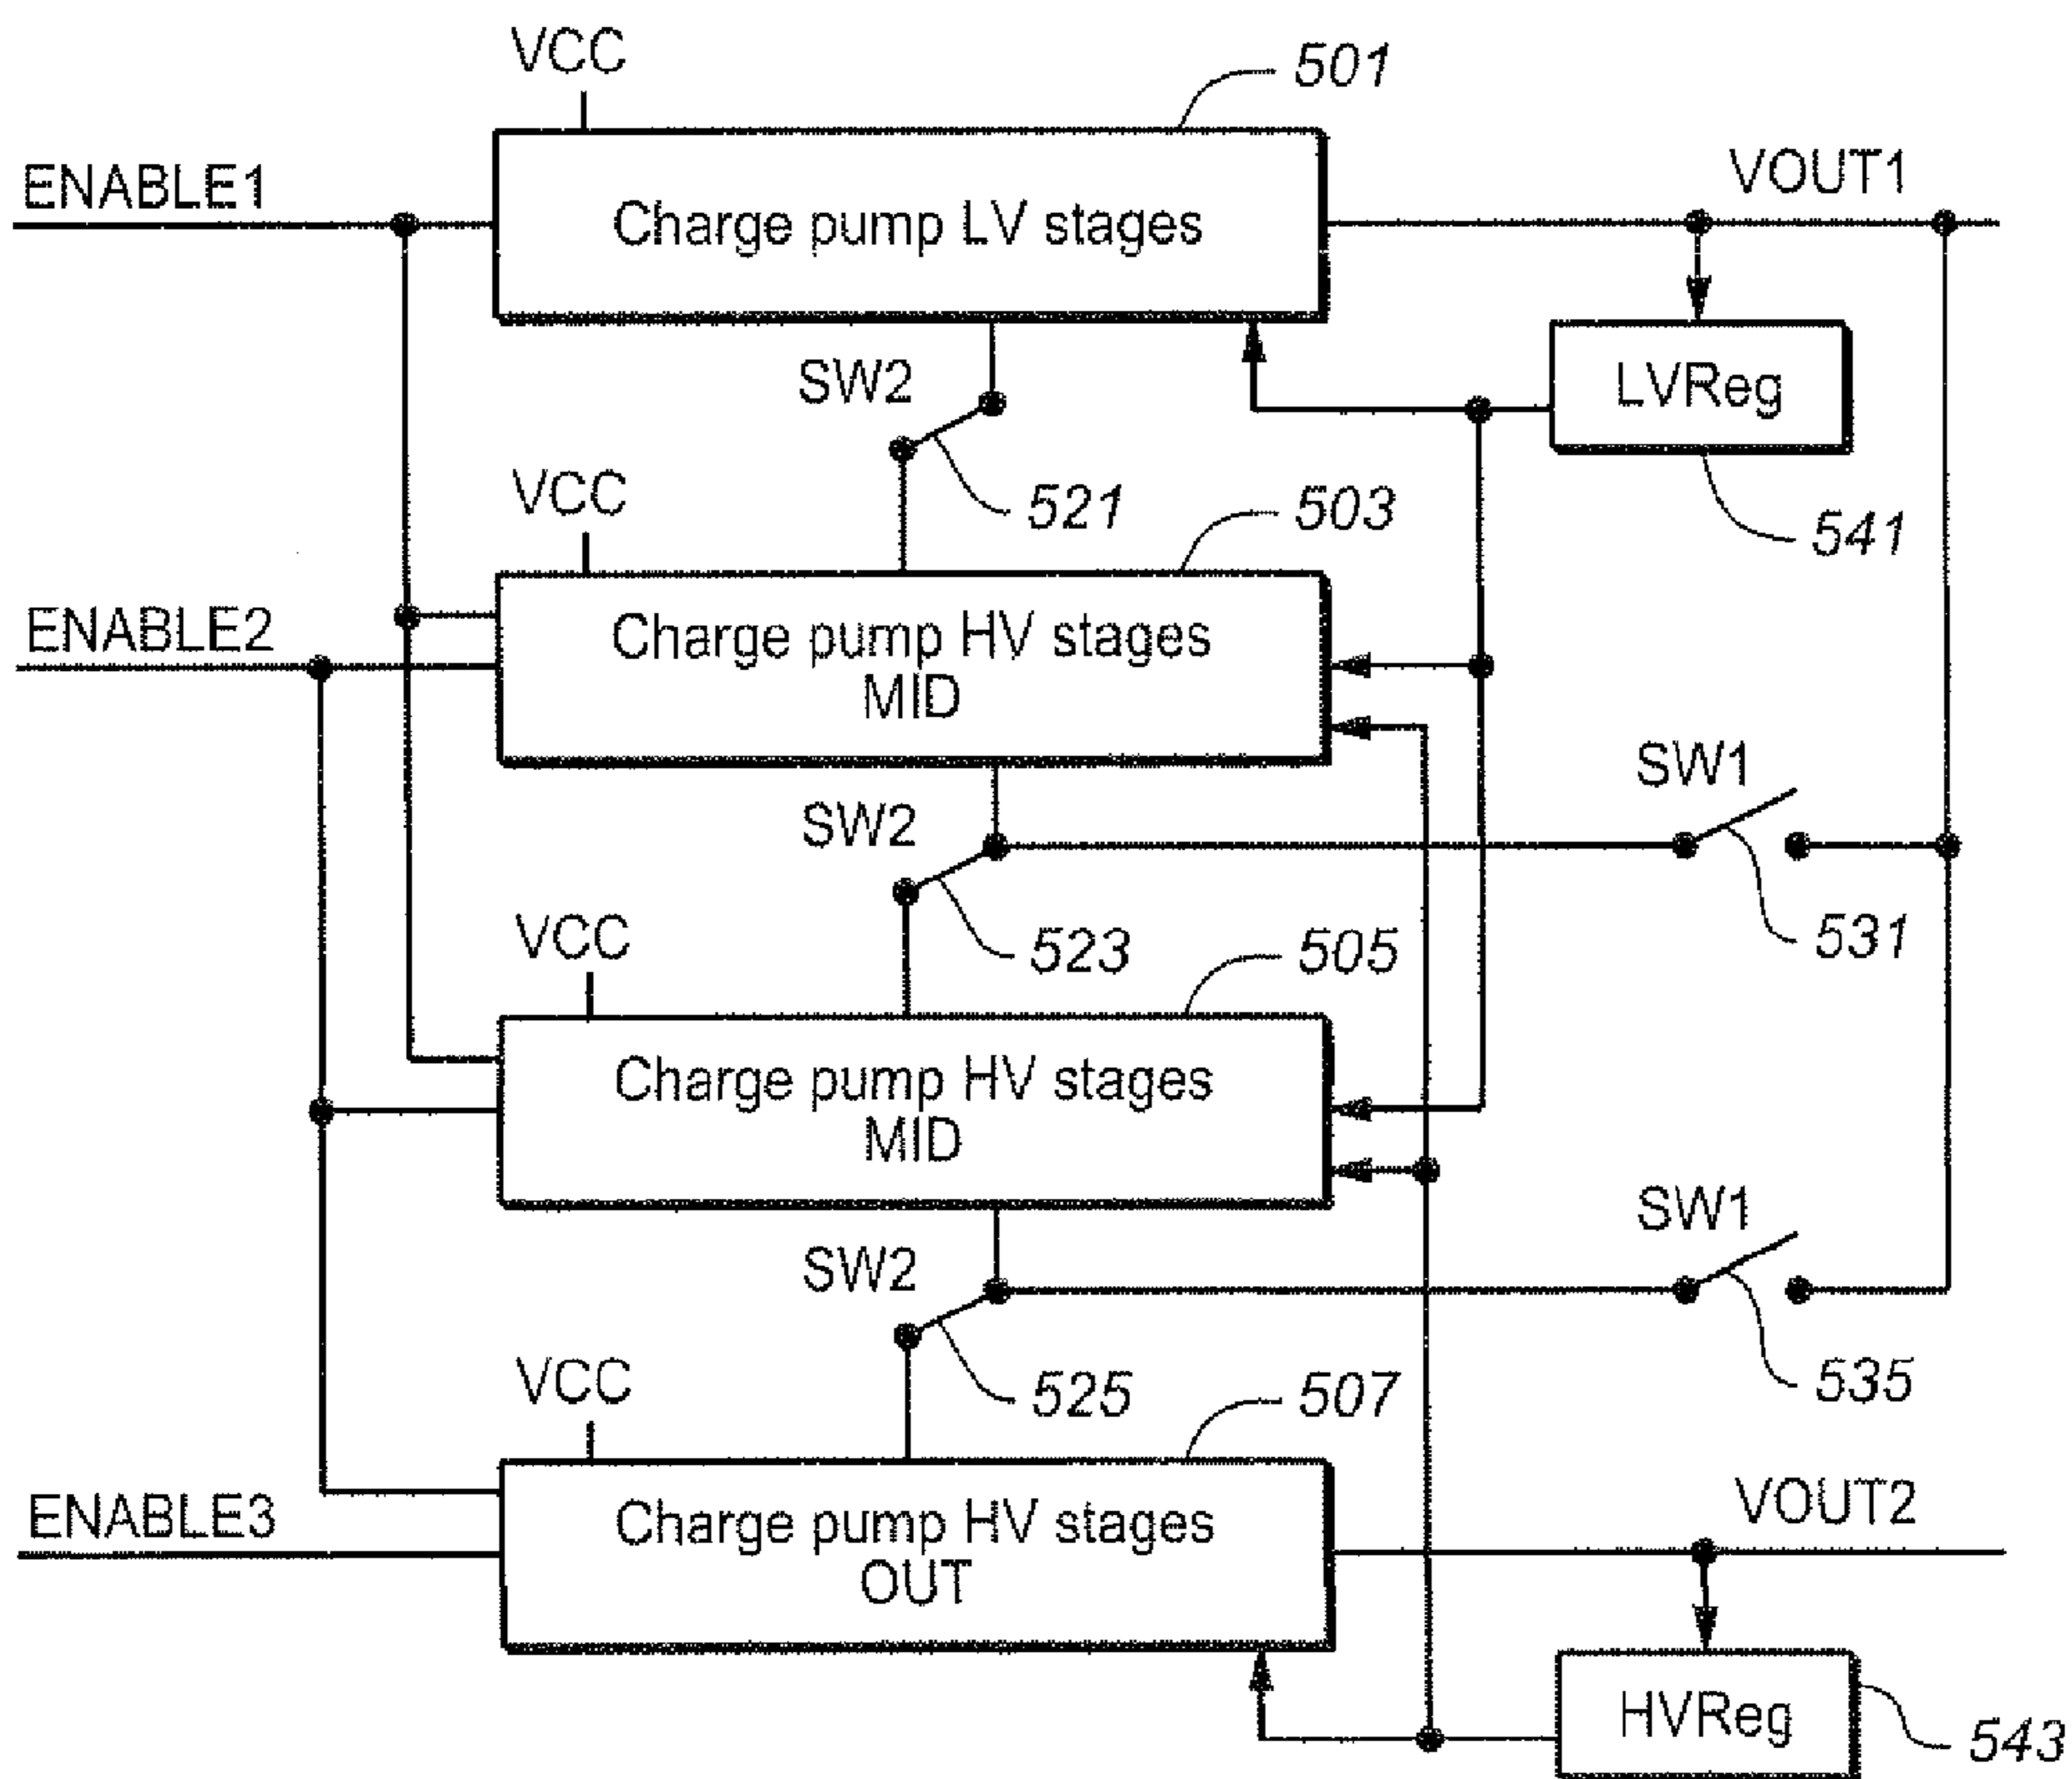 VCC
501
ENABLE1
VOUT1
Charge pump LV stages
SW2
LVReg
VCC
521
503
541
ENABLE2
Charge pump HV stages
MID
SW1
SW2
VCC
523
505
531
Charge pump HV stages
MID
SW1
SW2
VCC
525
507
535
VOUT2
ENABLE3
Charge pump HV stages
OUT
HVReg
543